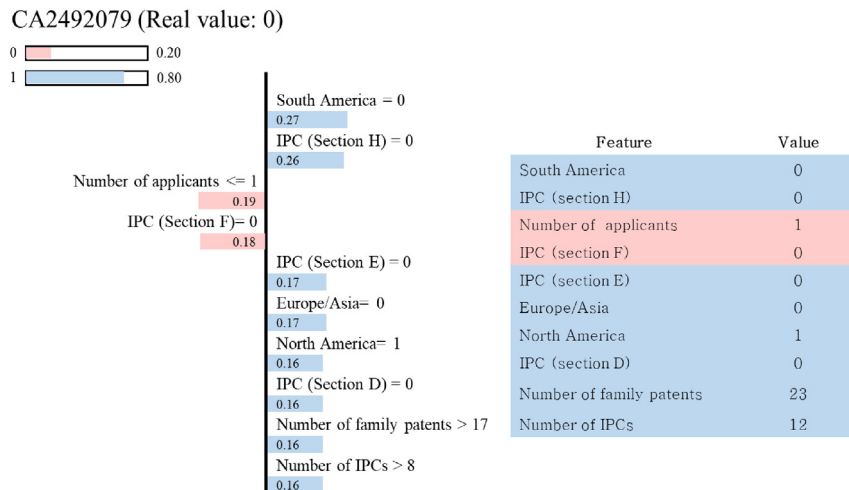 CA2492079 (Real value: 0)
0 0.20
1 0.80
South America = 0
0.27
IPC (Section H) = 0
0.26
Number of applicants <= 1
0.19
IPC (Section F)= 0
0.18
IPC (Section E) = 0
0.17
Europe/Asia= 0
0.17
North America= 1
0.16
IPC (Section D) = 0
0.16
Number of family patents > 17
0.16
Number of IPCs > 8
0.16
Feature Value
South America 0
IPC (section H) 0
Number of applicants 1
IPC (section F) 0
IPC (section E) 0
Europe/Asia 0
North America 1
IPC (section D) 0
Number of family patents 23
Number of IPCs 12